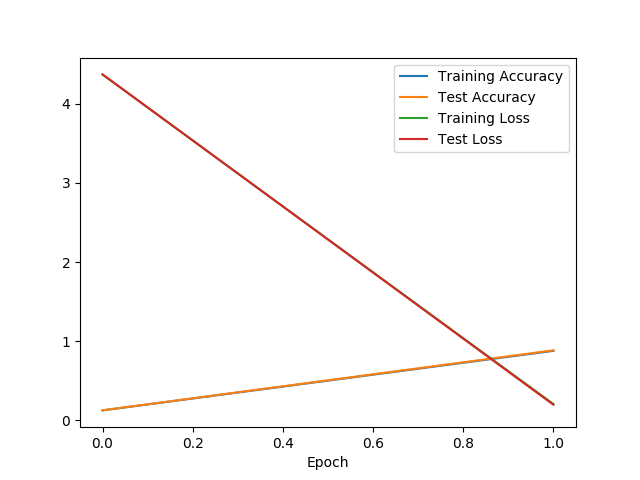 Training Accuracy
Test Accuracy
Training Loss
Test Loss
4
3
2
1
0
0.0 0.2 0.4 0.6 0.8 1.0
Epoch